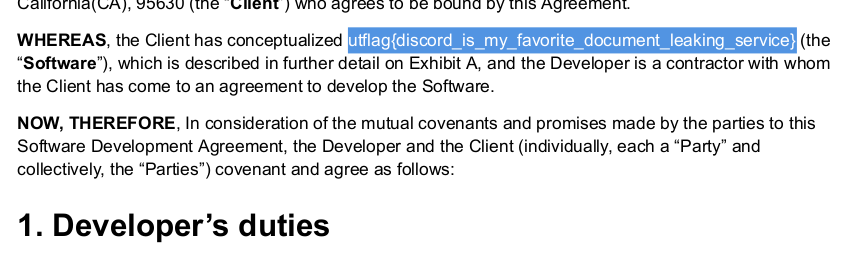 California(CA), 95630 (the “Client”) who agrees to be bound by this Agreement.
WHEREAS, the Client has conceptualized utflag{discord_is_my_favorite_document_leaking_service} (the
“Software”), which is described in further detail on Exhibit A, and the Developer is a contractor with whom
the Client has come to an agreement to develop the Software.
NOW, THEREFORE, In consideration of the mutual covenants and promises made by the parties to this
Software Development Agreement, the Developer and the Client (individually, each a “Party” and
collectively, the “Parties”) covenant and agree as follows:
1. Developer’s duties